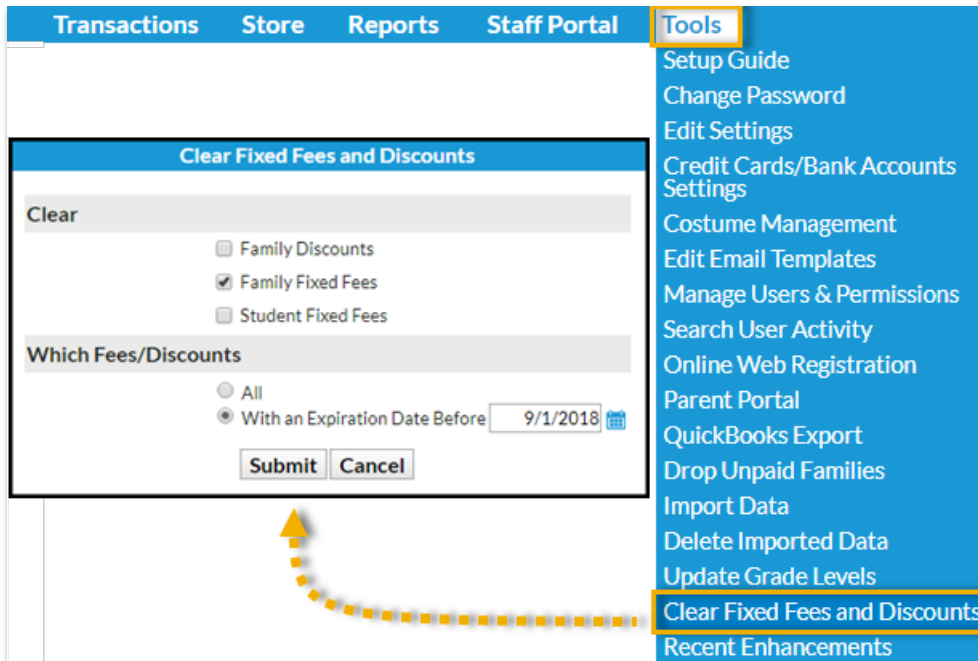 Transactions Store Reports Staff Portal Tools
Setup Guide
Change Password
Edit Settings
Credit Cards/Bank Accounts
Settings
Costume Management
Edit Email Templates
Manage Users & Permissions
Search User Activity
Online Web Registration
Parent Portal
QuickBooks Export
Drop Unpaid Families
Import Data
Delete Imported Data
Update Grade Levels
Clear Fixed Fees and Discounts
Recent Enhancements
Clear Fixed Fees and Discounts
Clear
Family Discounts
Family Fixed Fees
Student Fixed Fees
Which Fees/Discounts
All
With an Expiration Date Before 9/1/2018
Submit Cancel